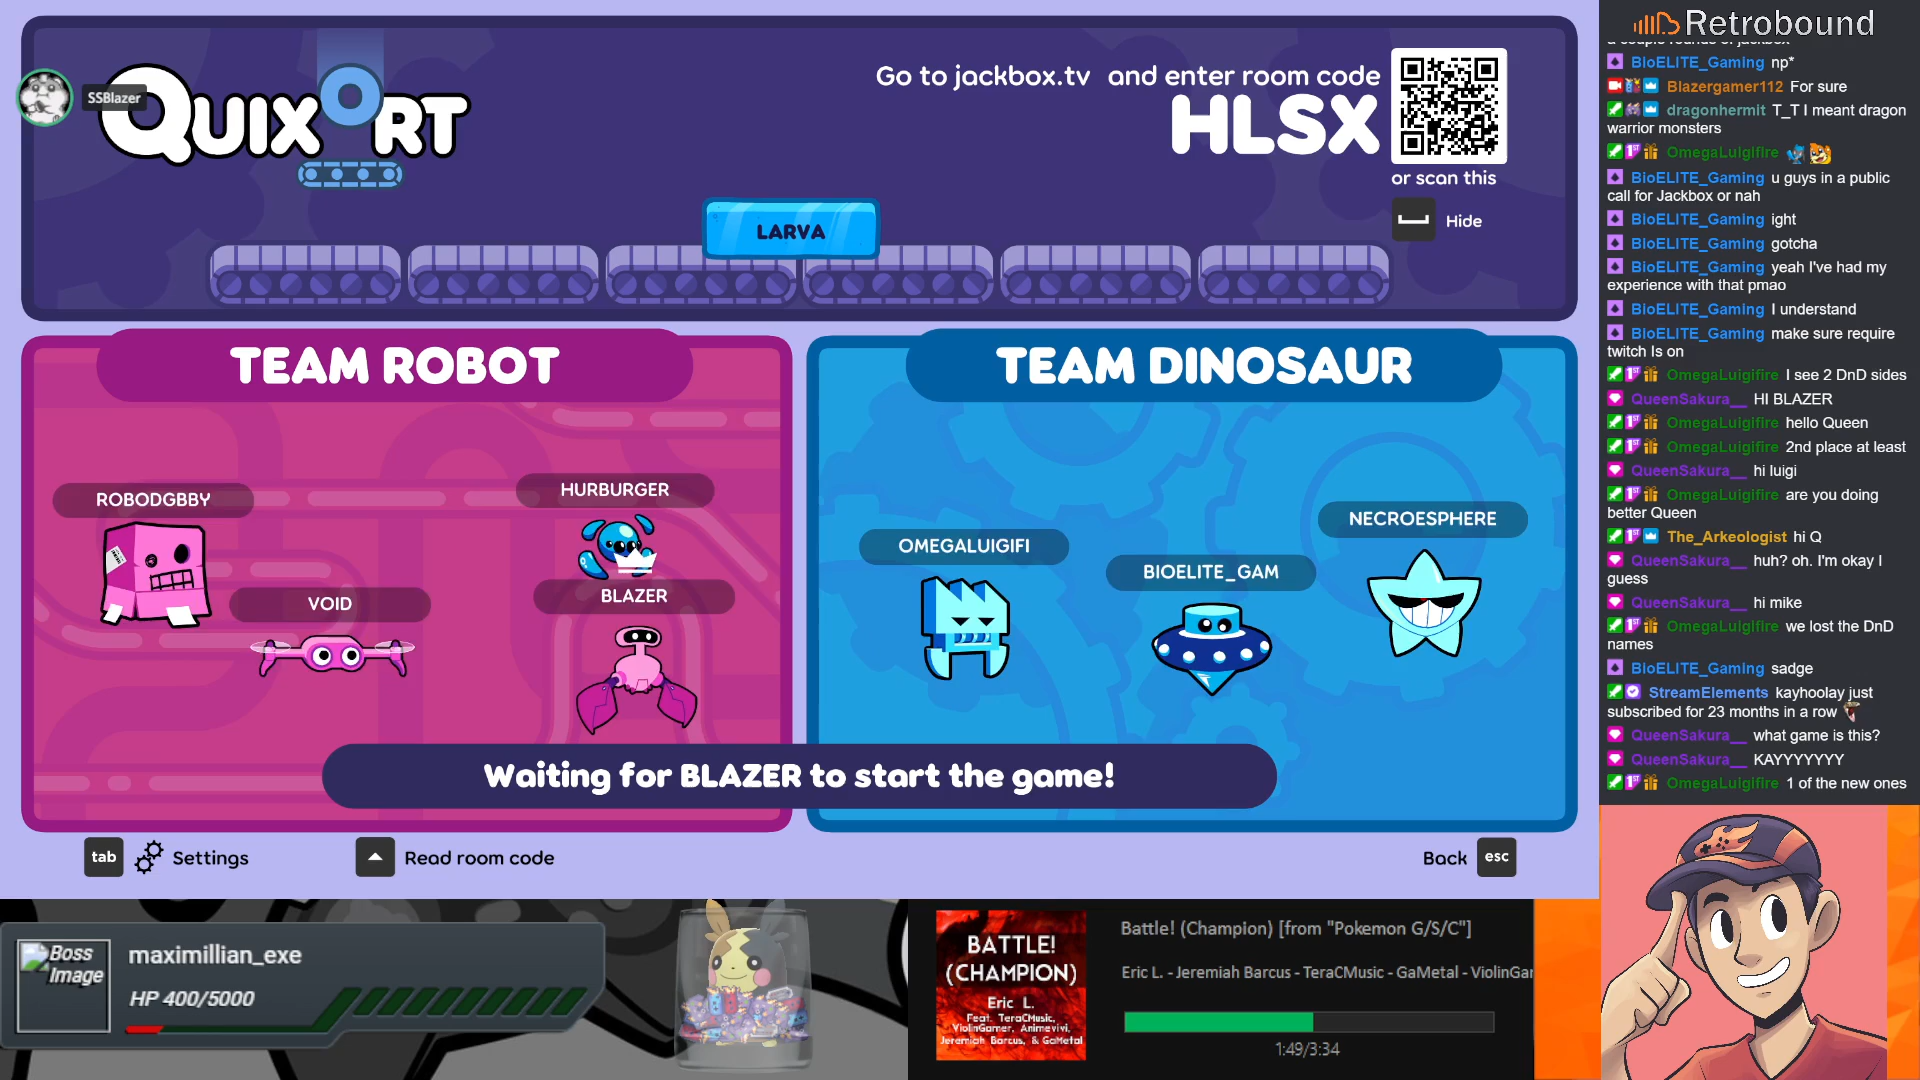 SSBlazer
QUIXORT
Go to jackbox.tv and enter room code
HLSX
or scan this
Hide
LARVA
TEAM ROBOT
ROBODGBBY
HURBURGER
VOID
BLAZER
TEAM DINOSAUR
OMEGALUIGIFI
BIOELITE_GAM
NECROESPHERE
Waiting for BLAZER to start the game!
tab
Settings
Read room code
Back
esc
Retrobound
BioELITE_Gaming np*
Blazergamer112 For sure
dragonhermit T_T I meant dragon
warrior monsters
OmegaLuigifire
BioELITE_Gaming u guys in a public
call for Jackbox or nah
BioELITE_Gaming ight
BioELITE_Gaming gotcha
BioELITE_Gaming yeah I've had my
experience with that pmao
BioELITE_Gaming I understand
BioELITE_Gaming make sure require
twitch Is on
OmegaLuigifire I see 2 DnD sides
QueenSakura__ HI BLAZER
OmegaLuigifire hello Queen
OmegaLuigifire 2nd place at least
QueenSakura__ hi luigi
OmegaLuigifire are you doing
better Queen
The_Arkeologist hi Q
QueenSakura__ huh? oh. I'm okay I
guess
QueenSakura__ hi mike
OmegaLuigifire we lost the DnD
names
BioELITE_Gaming sadge
StreamElements kayhoolay just
subscribed for 23 months in a row
QueenSakura__ what game is this?
QueenSakura__ KAYYYYYYY
OmegaLuigifire 1 of the new ones
Boss
Image
maximillian_exe
HP 400/5000
BATTLE!
(CHAMPION)
Eric L.
Feat. TeraCMusic,
ViolinGamer, Animevivi,
Jeremiah Barcus, & GaMetal
Battle! (Champion) [from "Pokemon G/S/C"]
Eric L. - Jeremiah Barcus - TeraCMusic - GaMetal - ViolinGar
1:49/3:34